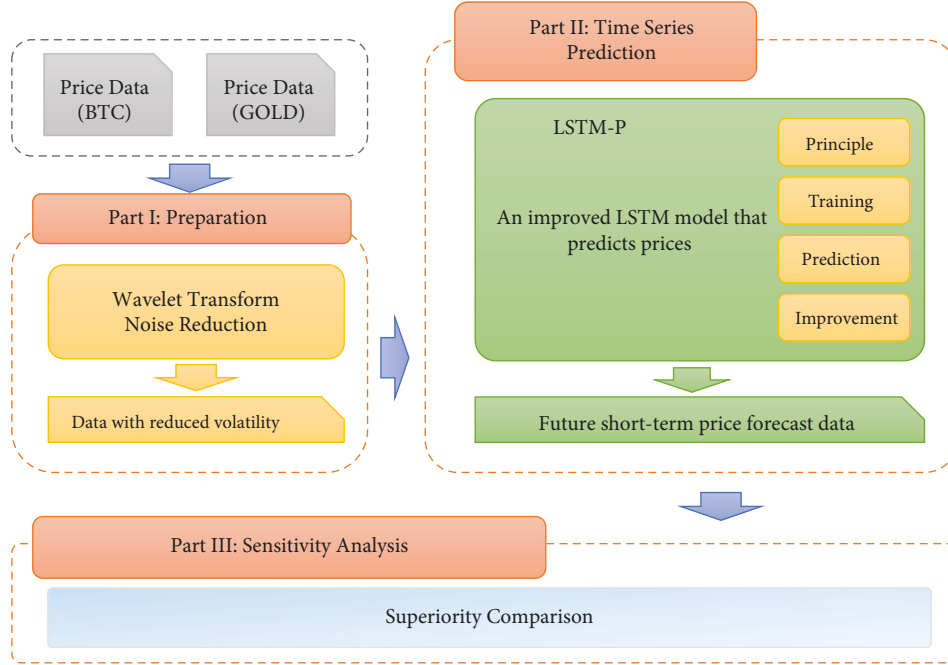 Price Data
(BTC)
Price Data
(GOLD)
Part I: Preparation
Wavelet Transform
Noise Reduction
Data with reduced volatility
Part II: Time Series
Prediction
LSTM-P
An improved LSTM model that
predicts prices
Principle
Training
Prediction
Improvement
Future short-term price forecast data
Part III: Sensitivity Analysis
Superiority Comparison